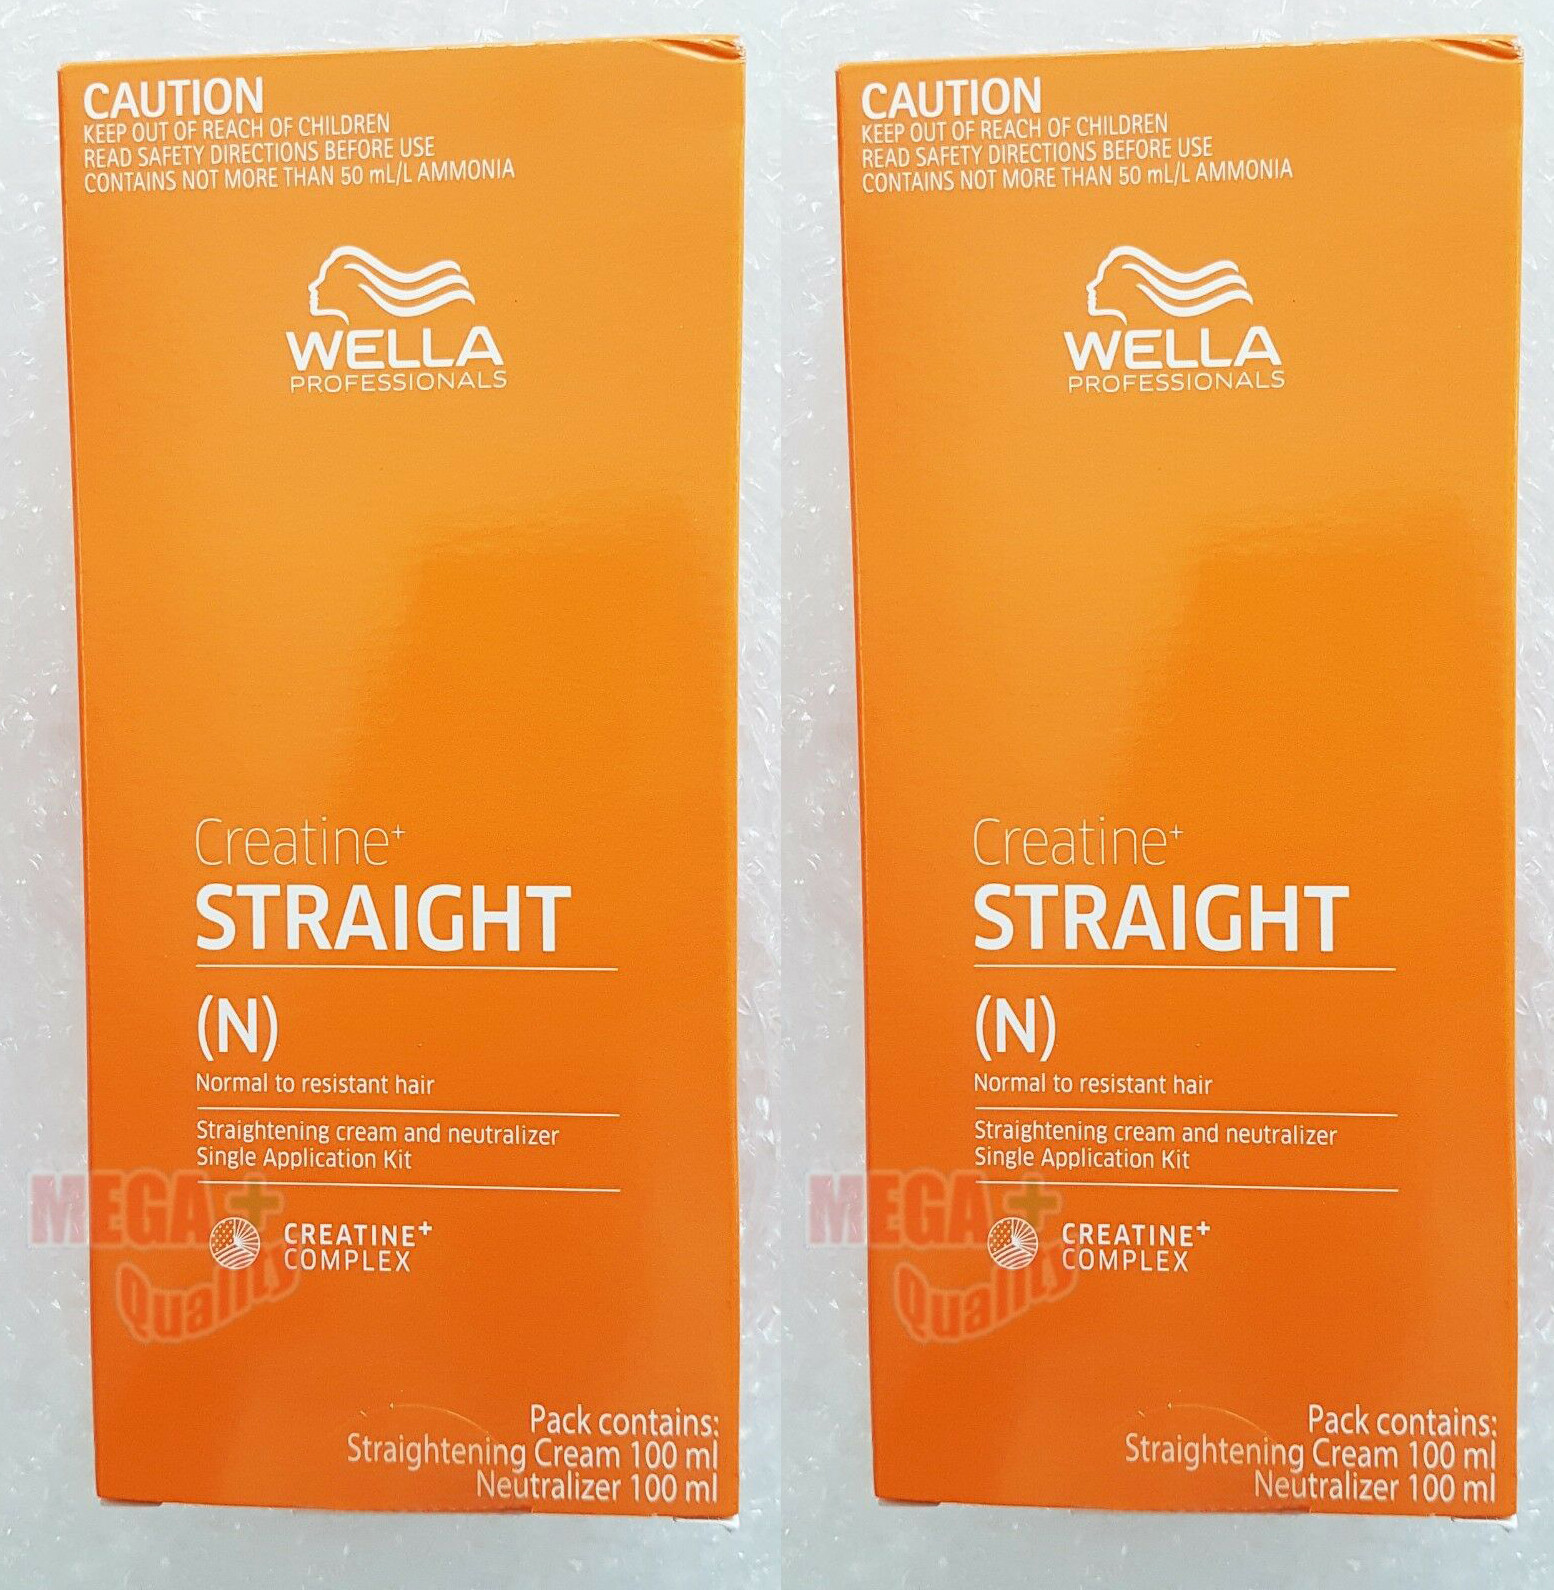 CAUTION
KEEP OUT OF REACH OF CHILDREN
READ SAFETY DIRECTIONS BEFORE USE
CONTAINS NOT MORE THAN 50 mL/L AMMONIA
WELLA
PROFESSIONALS
Creatine+
STRAIGHT
(N)
Normal to resistant hair
Straightening cream and neutralizer
Single Application Kit
MEGA +
Quality
CREATINE+
COMPLEX
Pack contains:
Straightening Cream 100 ml
Neutralizer 100 ml
CAUTION
KEEP OUT OF REACH OF CHILDREN
READ SAFETY DIRECTIONS BEFORE USE
CONTAINS NOT MORE THAN 50 mL/L AMMONIA
WELLA
PROFESSIONALS
Creatine+
STRAIGHT
(N)
Normal to resistant hair
Straightening cream and neutralizer
Single Application Kit
MEGA +
Quality
CREATINE+
COMPLEX
Pack contains:
Straightening Cream 100 ml
Neutralizer 100 ml